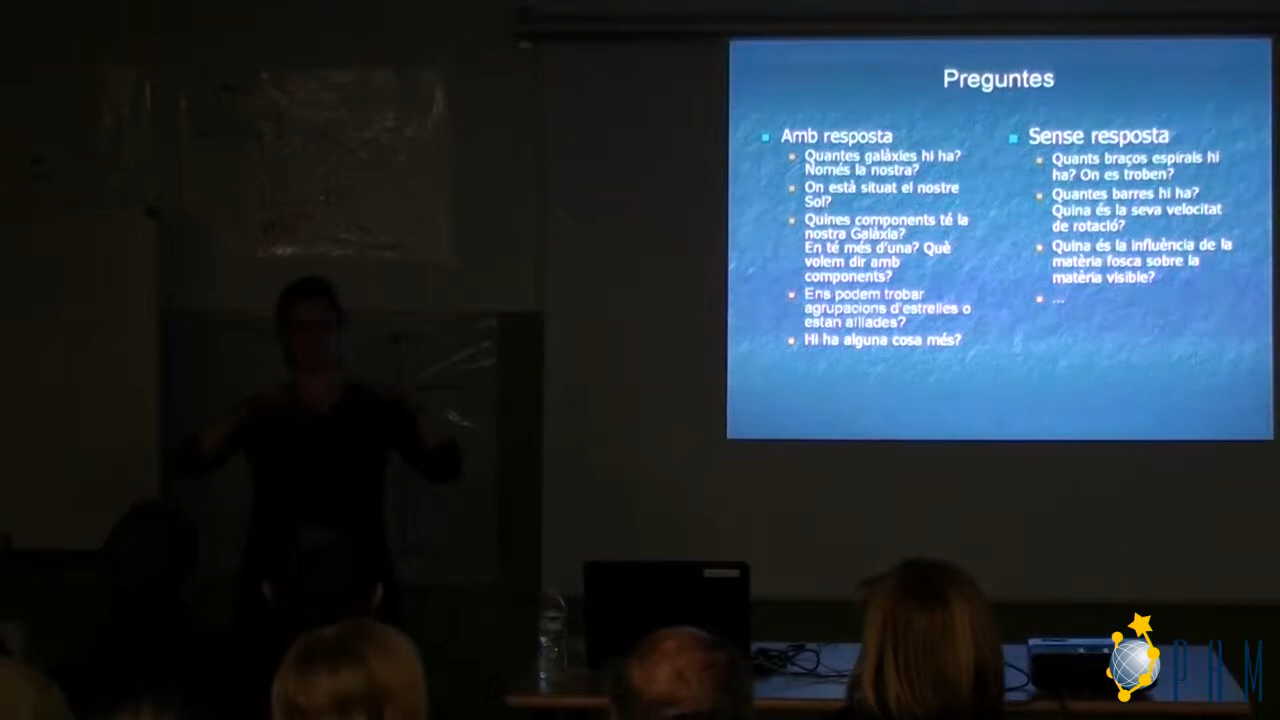 Preguntes
Amb resposta
Quantes galàxies hi ha?
Només la nostra?
On està situat el nostre
Sol?
Quines components té la
nostra Galàxia?
En té més d'una? Què
volem dir amb
components?
Ens podem trobar
agrupacions d'estrelles o
estan aïllades?
Hi ha alguna cosa més?
Sense resposta
Quants braços espirals hi
ha? On es troben?
Quantes barres hi ha?
Quina és la seva velocitat
de rotació?
Quina és la influència de la
matèria fosca sobre la
matèria visible?
...
PAM